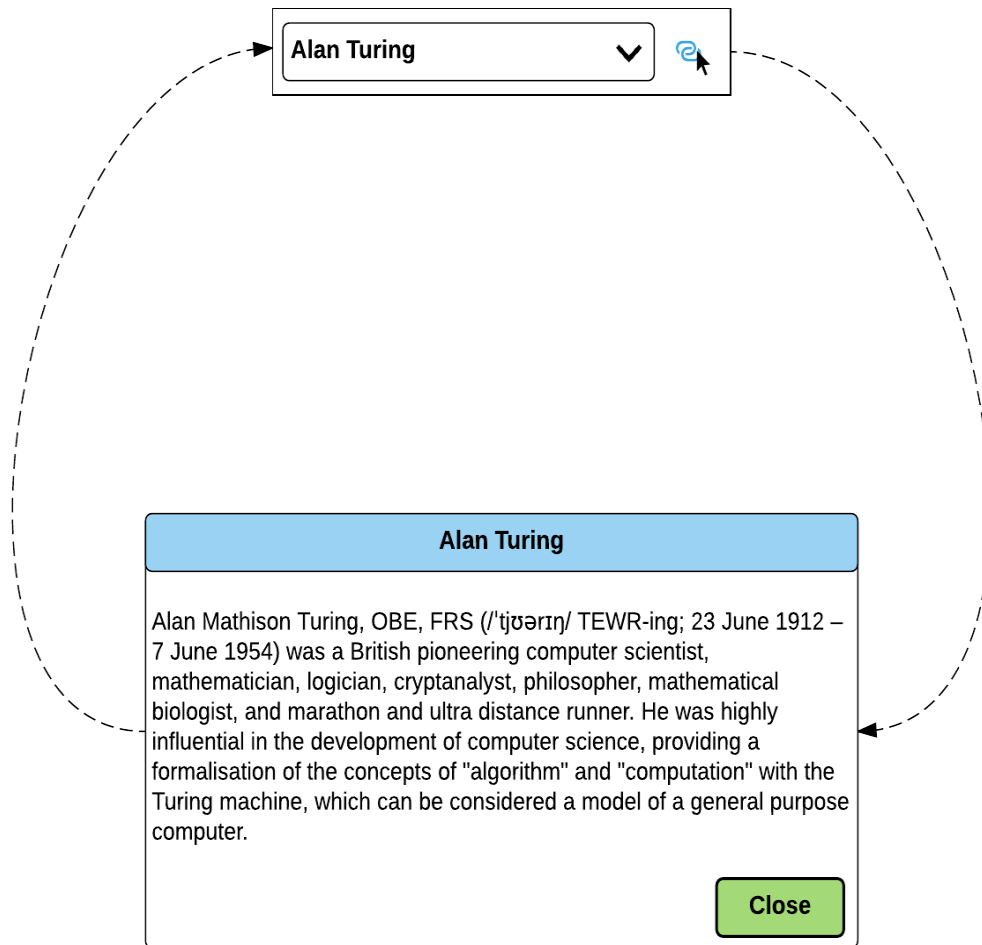 Alan Turing
Alan Turing
Alan Mathison Turing, OBE, FRS (/ˈtjʊərɪŋ/ TEWR-ing; 23 June 1912 –
7 June 1954) was a British pioneering computer scientist,
mathematician, logician, cryptanalyst, philosopher, mathematical
biologist, and marathon and ultra distance runner. He was highly
influential in the development of computer science, providing a
formalisation of the concepts of "algorithm" and "computation" with the
Turing machine, which can be considered a model of a general purpose
computer.
Close